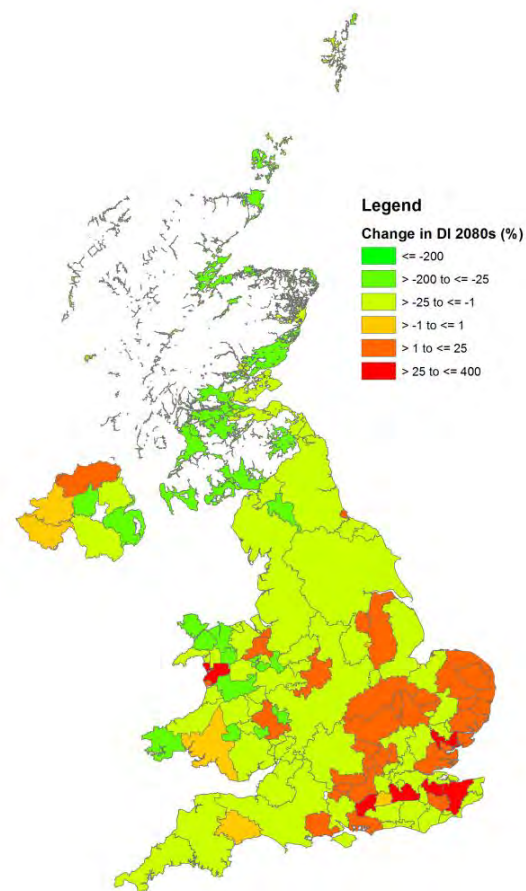 Legend
Change in DI 2080s (%)
<= -200
> -200 to <= -25
> -25 to <= -1
> -1 to <= 1
> 1 to <= 25
> 25 to <= 400